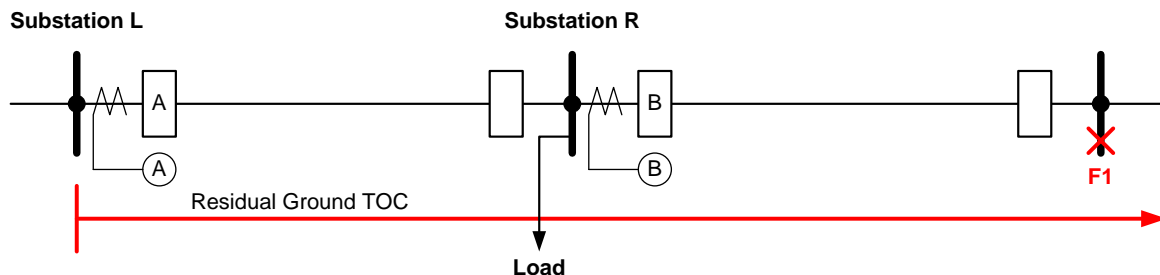 Substation L
Substation R
A
B
A
B
F1
Residual Ground TOC
Load